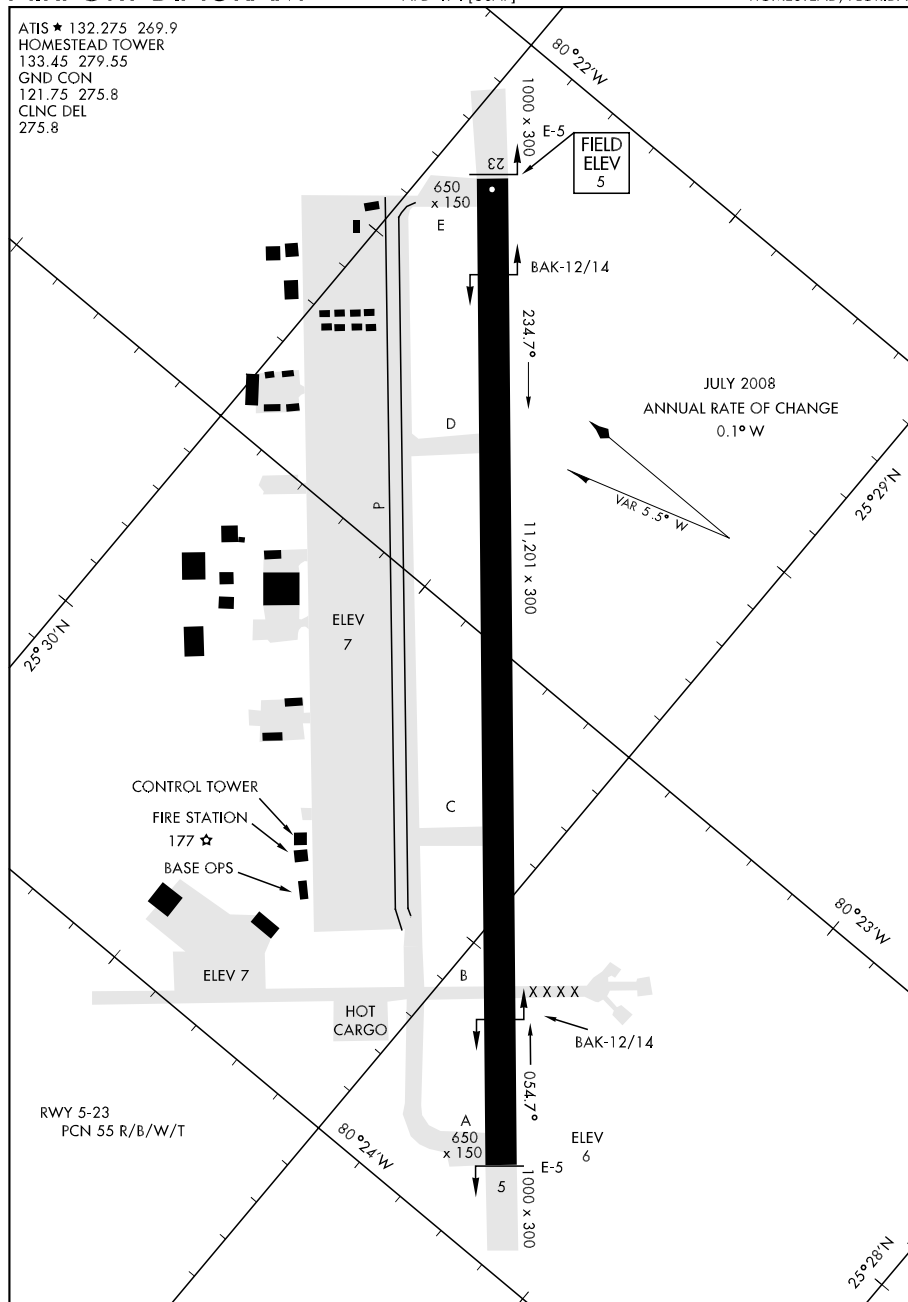 ATIS ★ 132.275 269.9
HOMESTEAD TOWER
133.45 279.55
GND CON
121.75 275.8
CLNC DEL
275.8
80°22'W
1000 x 300
E-5
FIELD
ELEV
5
23
650
x 150
E
BAK-12/14
234.7°
JULY 2008
ANNUAL RATE OF CHANGE
0.1° W
D
VAR 5.5° W
25°29'N
P
11,201 x 300
ELEV
7
25°30'N
CONTROL TOWER
FIRE STATION
177
BASE OPS
C
80°23'W
ELEV 7
B
X X X X
HOT
CARGO
BAK-12/14
054.7°
RWY 5-23
PCN 55 R/B/W/T
80°24'W
A
650
x 150
ELEV
6
E-5
5
1000 x 300
25°28'N